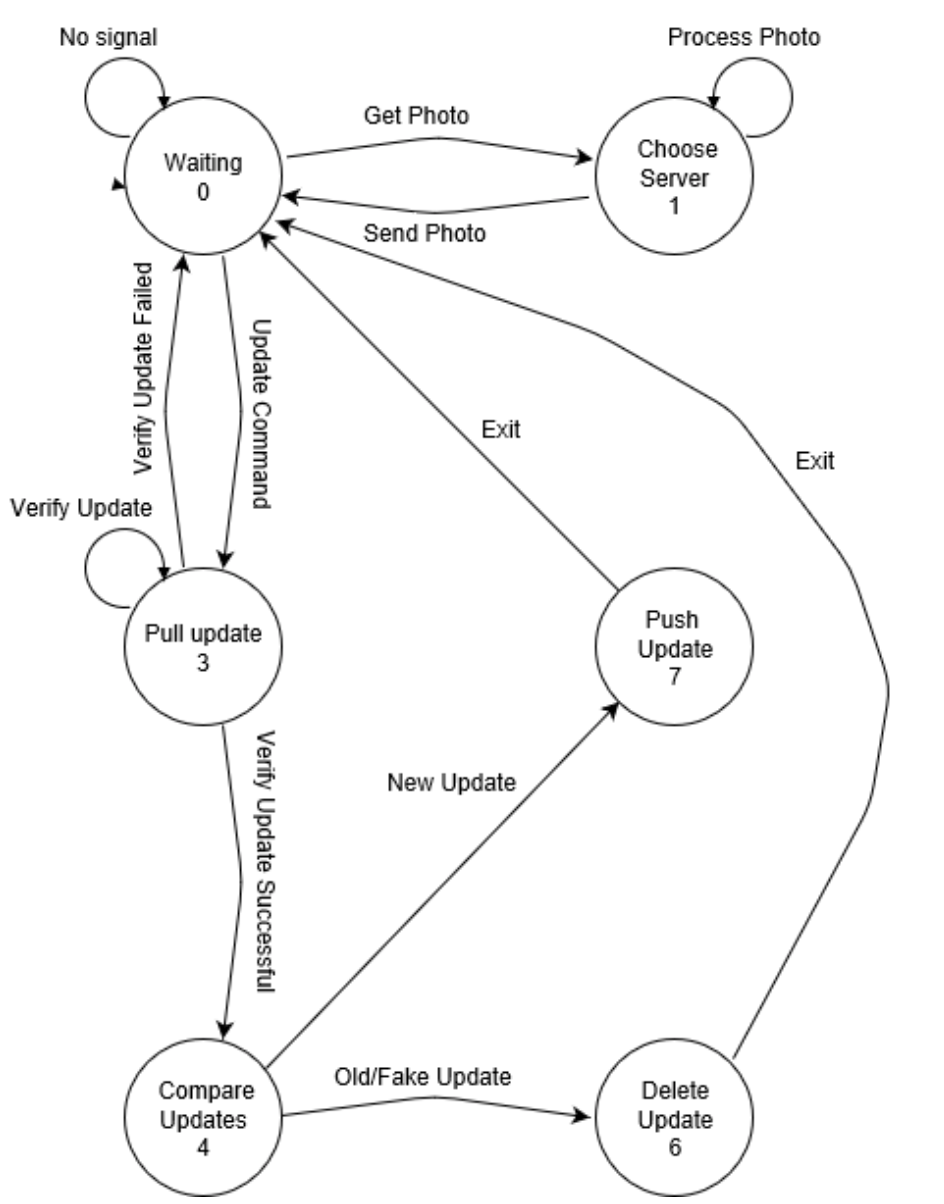 No signal
Process Photo
Get Photo
Waiting
0
Choose
Server
1
Send Photo
Verify Update Failed
Update Command
Exit
Exit
Verify Update
Pull update
3
Push
Update
7
Verify Update Successful
New Update
Old/Fake Update
Compare
Updates
4
Delete
Update
6